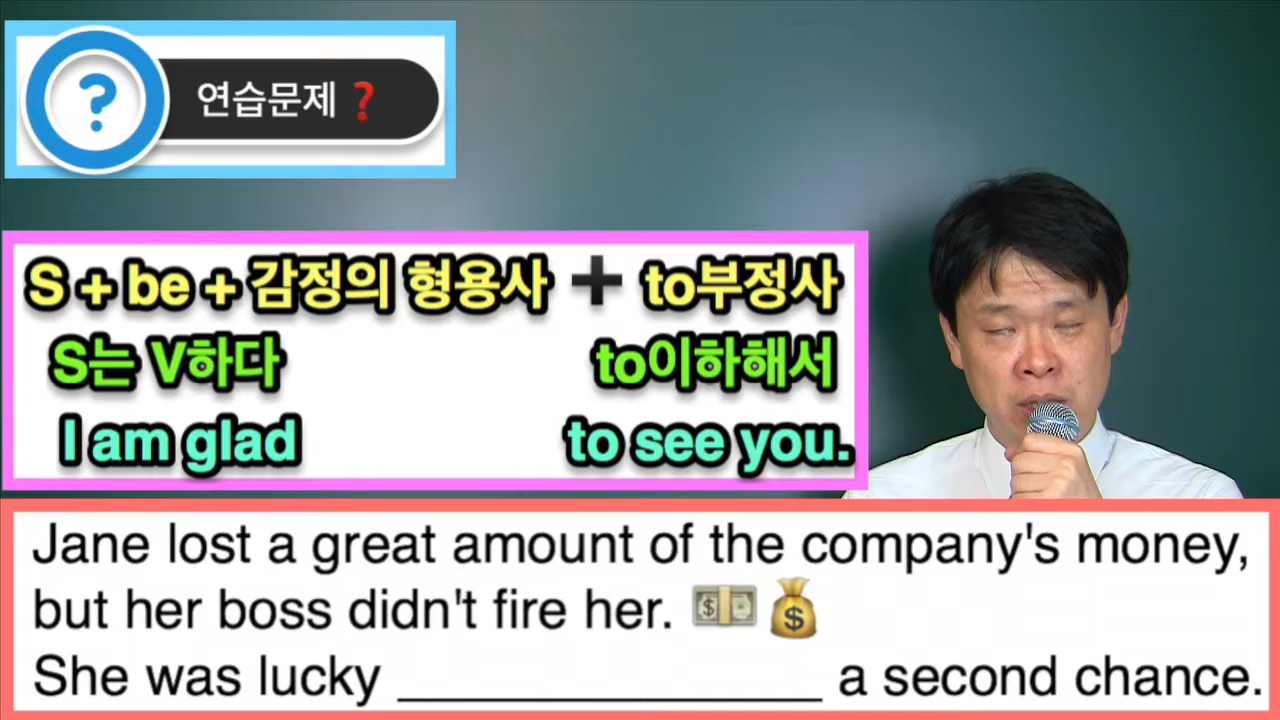 연습문제❓
S + be + 감정의 형용사 ➕ to부정사
S는 V하다 to이하해서
I am glad to see you.
Jane lost a great amount of the company's money,
but her boss didn't fire her. 💵💰
She was lucky ________________ a second chance.